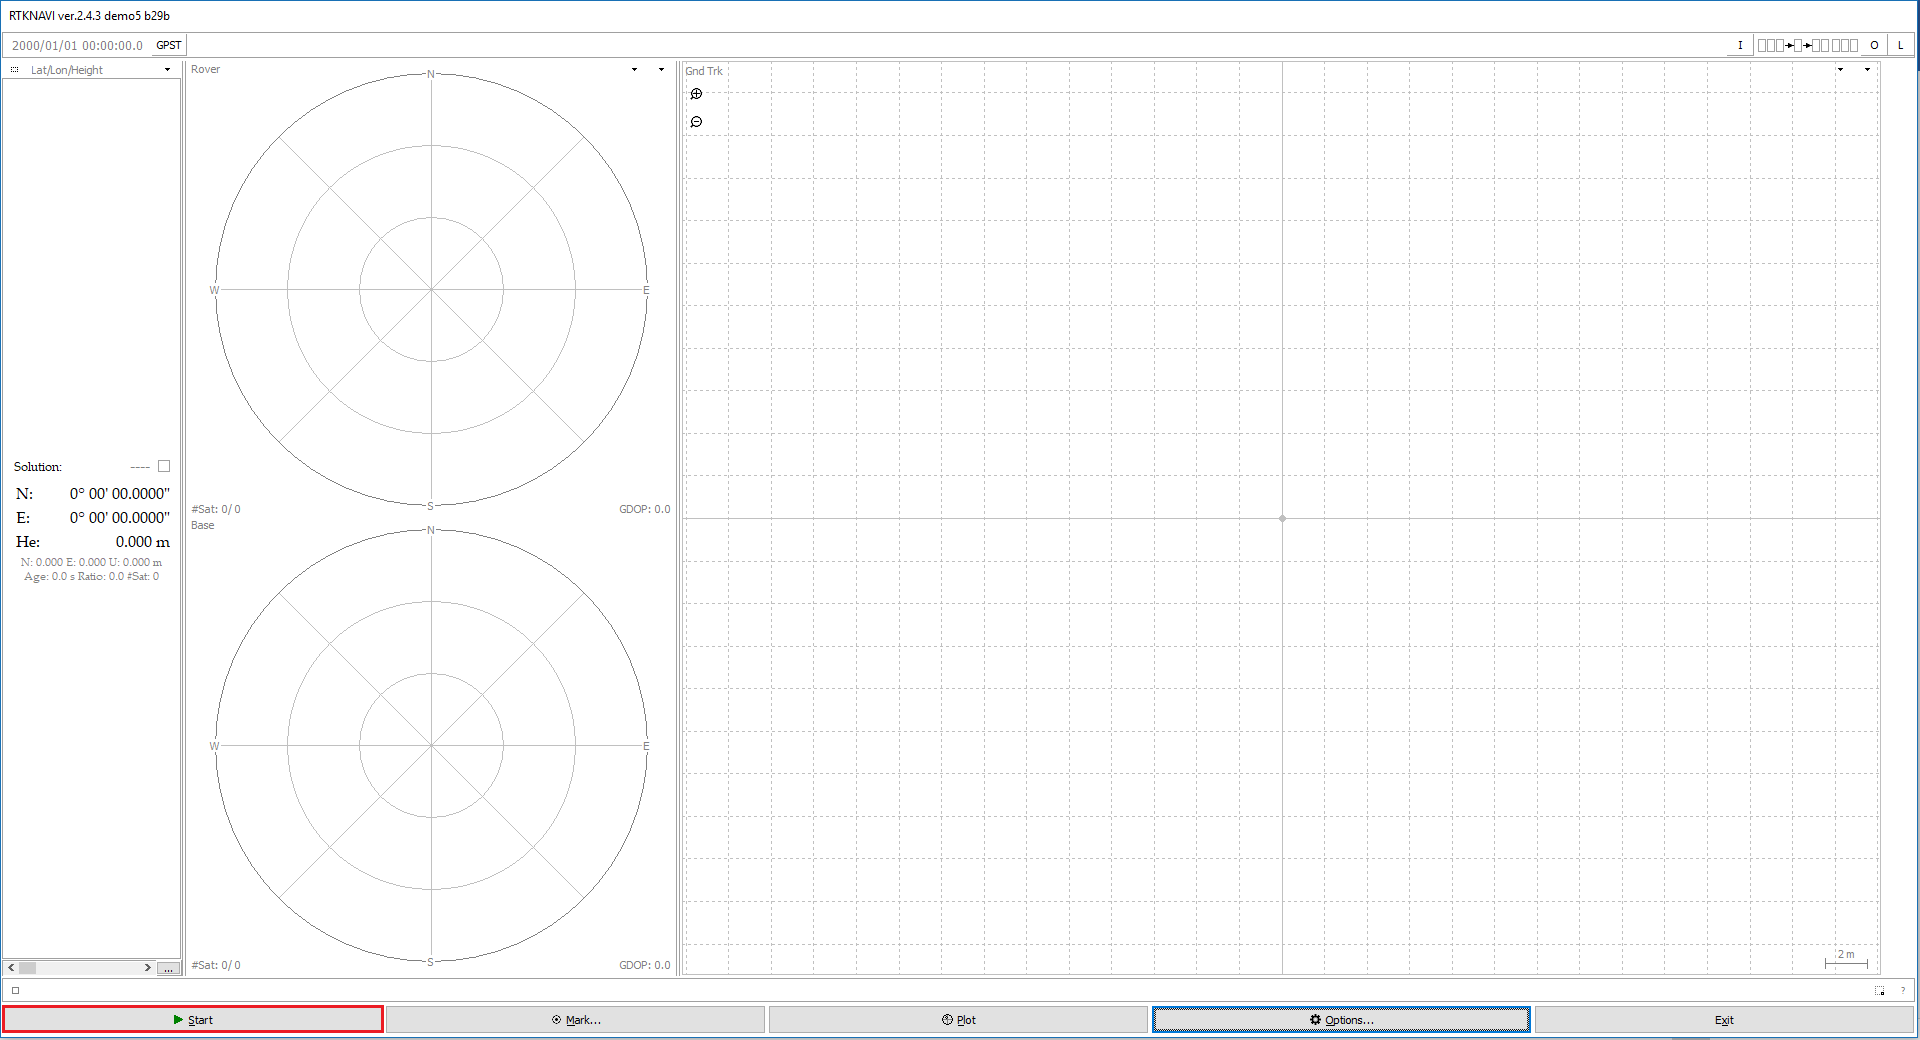 RTKNAVI ver.2.4.3 demo5 b29b
2000/01/01 00:00:00.0 GPST
I O L
Lat/Lon/Height
Solution: ----
N: 0° 00' 00.0000"
E: 0° 00' 00.0000"
He: 0.000 m
N: 0.000 E: 0.000 U: 0.000 m
Age: 0.0 s Ratio: 0.0 #Sat: 0
...
Rover
N
W E
S
#Sat: 0/ 0 GDOP: 0.0
Base
N
W E
S
#Sat: 0/ 0 GDOP: 0.0
Gnd Trk
2 m
?
Start
Mark...
Plot
Options...
Exit